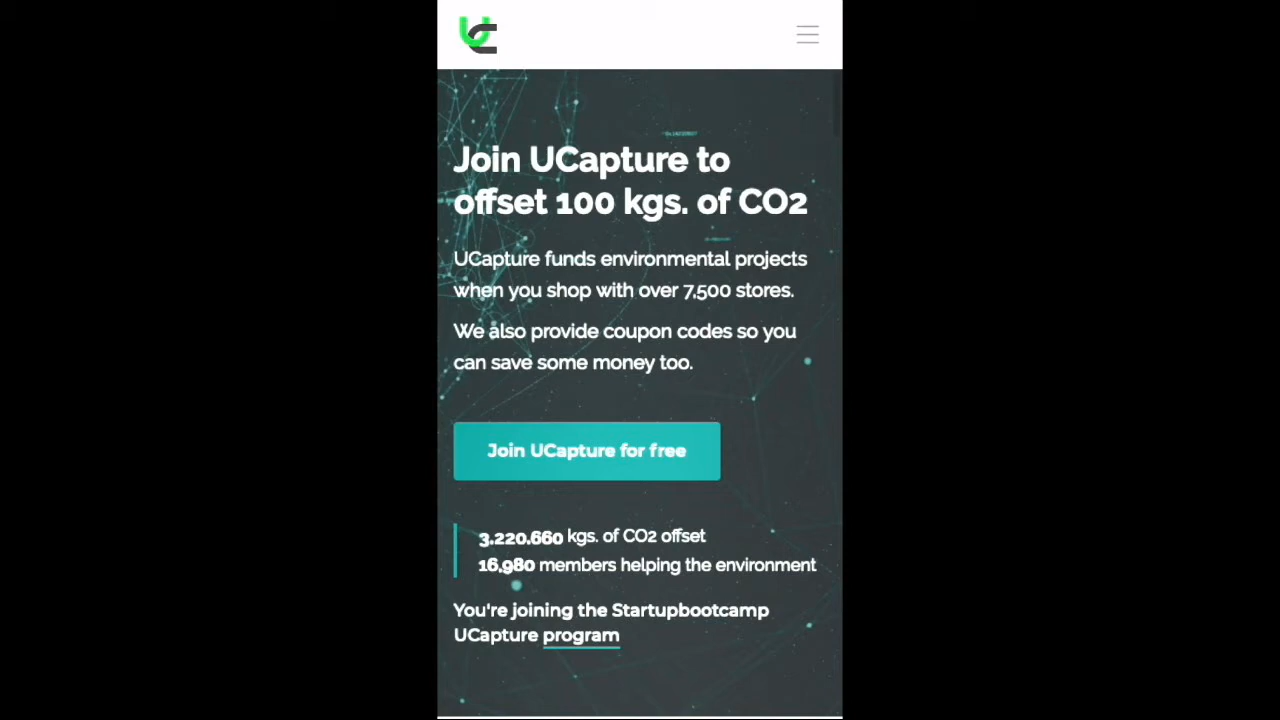 UC
Join UCapture to
offset 100 kgs. of CO2
UCapture funds environmental projects
when you shop with over 7,500 stores.
We also provide coupon codes so you
can save some money too.
Join UCapture for free
3.220.660 kgs. of CO2 offset
16,980 members helping the environment
You're joining the Startupbootcamp
UCapture program